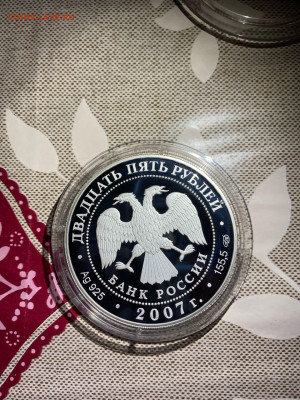 ДВАДЦАТЬ ПЯТЬ РУБЛЕЙ
БАНК РОССИИ
Ag 925
155,5
• 2007 г. •